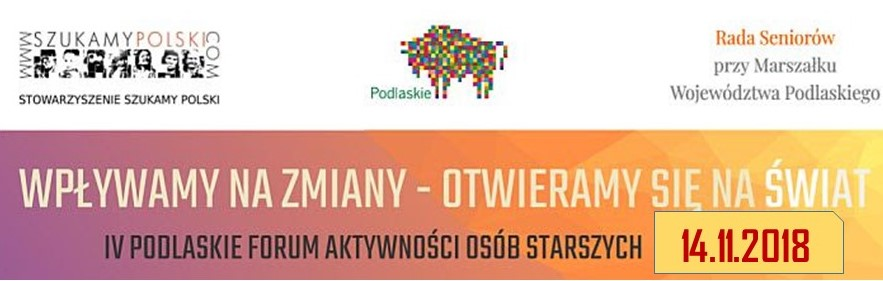 WWW
SZUKAMYPOLSKI
.COM
STOWARZYSZENIE SZUKAMY POLSKI
Podlaskie
Rada Seniorów
przy Marszałku
Województwa Podlaskiego
WPŁYWAMY NA ZMIANY - OTWIERAMY SIĘ NA ŚWIAT
IV PODLASKIE FORUM AKTYWNOŚCI OSÓB STARSZYCH
14.11.2018